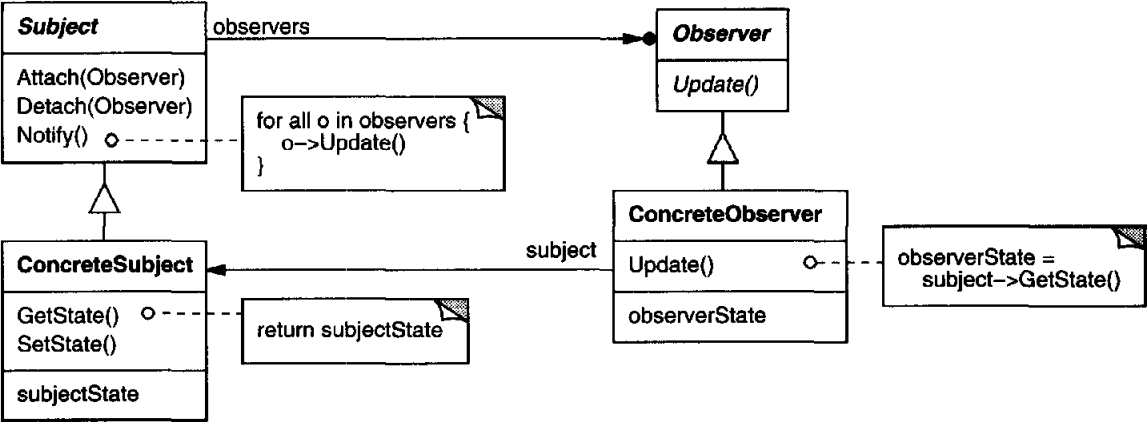 Subject
observers
Attach(Observer)
Detach(Observer)
Notify()
for all o in observers {
o->Update()
}
Observer
Update()
ConcreteSubject
GetState()
SetState()
subjectState
return subjectState
subject
ConcreteObserver
Update()
observerState
observerState =
subject->GetState()